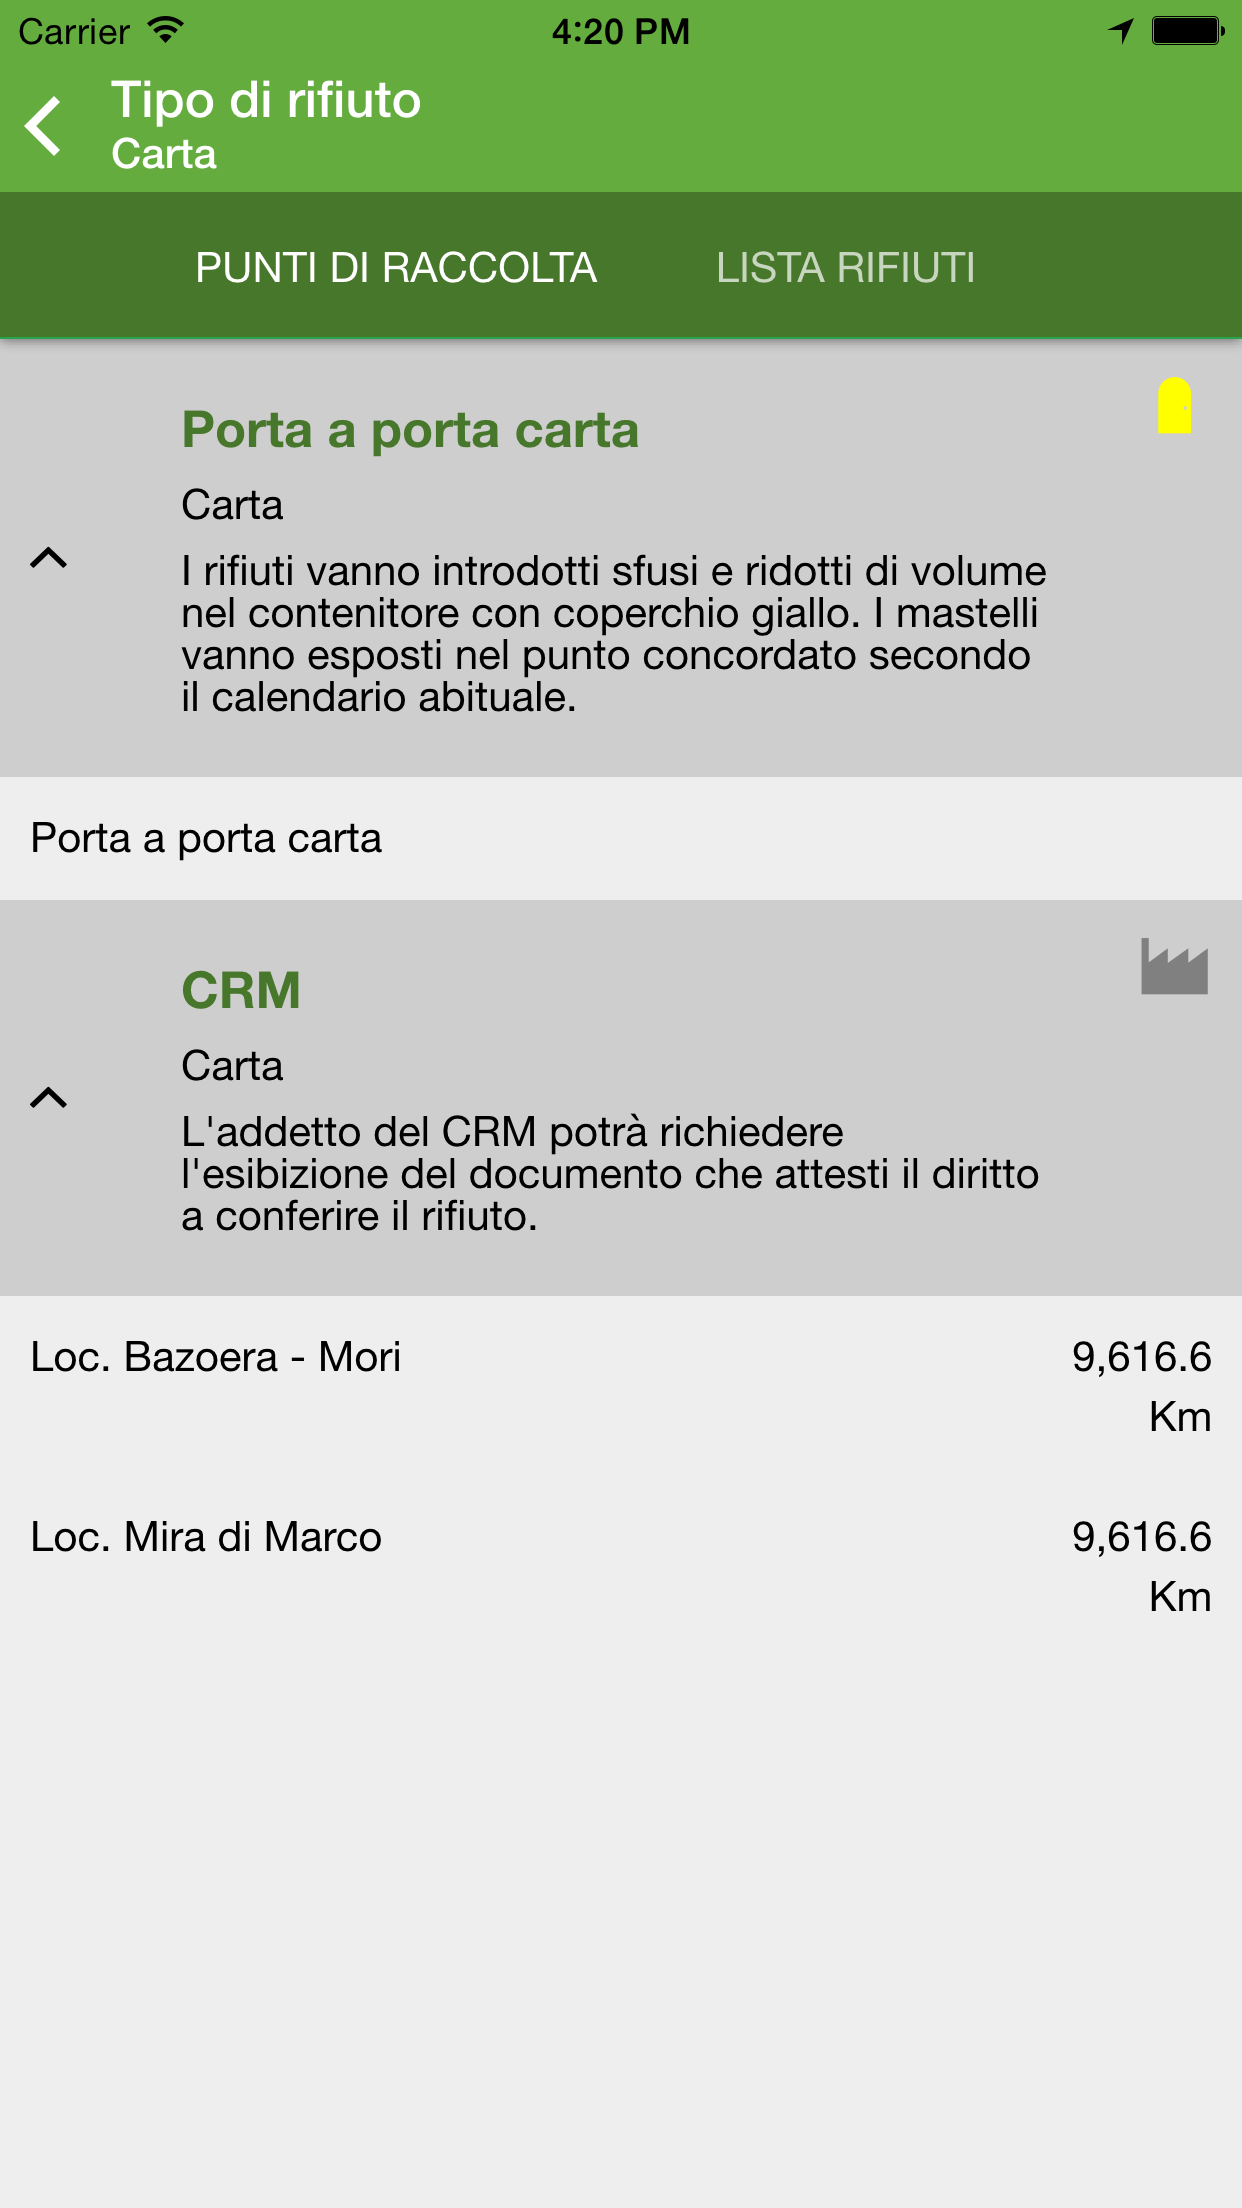 Carrier 4:20 PM
Tipo di rifiuto
Carta
PUNTI DI RACCOLTA LISTA RIFIUTI
Porta a porta carta
Carta
I rifiuti vanno introdotti sfusi e ridotti di volume
nel contenitore con coperchio giallo. I mastelli
vanno esposti nel punto concordato secondo
il calendario abituale.
Porta a porta carta
CRM
Carta
L'addetto del CRM potrà richiedere
l'esibizione del documento che attesti il diritto
a conferire il rifiuto.
Loc. Bazoera - Mori 9,616.6
Km
Loc. Mira di Marco 9,616.6
Km